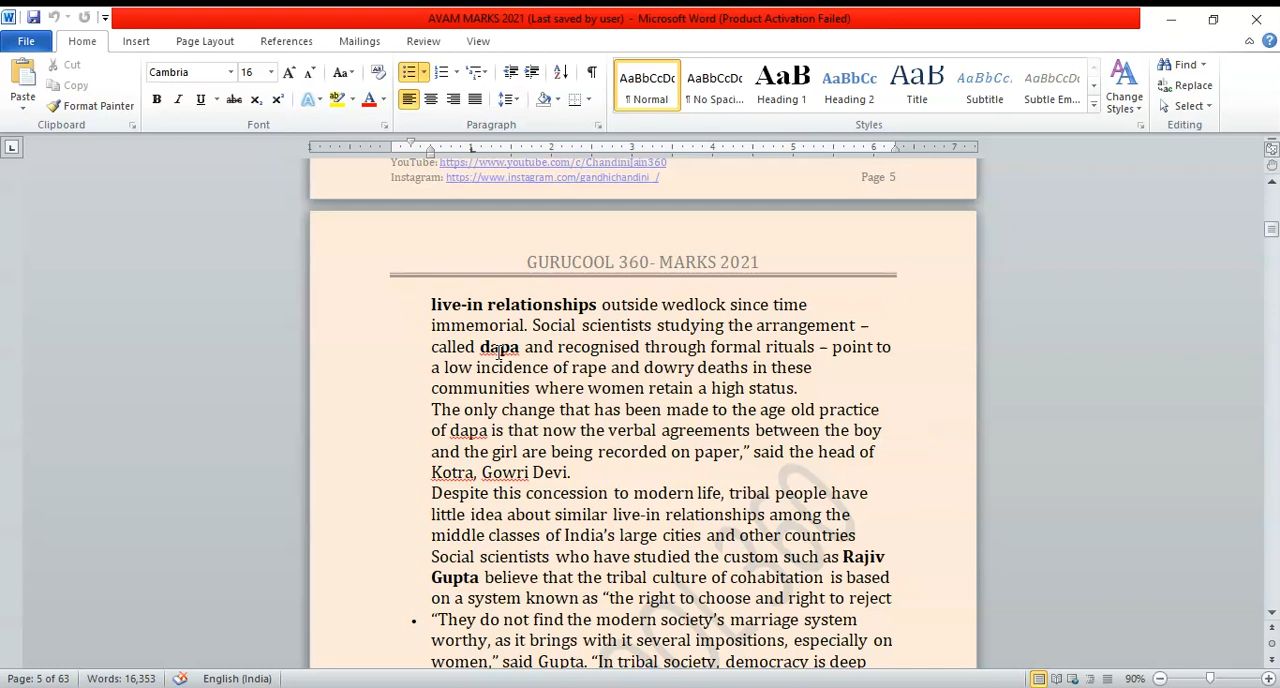 AVAM MARKS 2021 (Last saved by user) - Microsoft Word (Product Activation Failed)
File Home Insert Page Layout References Mailings Review View
Paste Cut Copy Format Painter
Clipboard
Cambria 16
Font
Paragraph
AaBbCcDc AaBbCcDc AaB AaBbCc AaB AaBbCcL AaBbCcDc
¶ Normal ¶ No Spaci... Heading 1 Heading 2 Title Subtitle Subtle Em...
Change Styles
Styles
Find Replace Select
Editing
YouTube: https://www.youtube.com/c/ChandiniJain360
Instagram: https://www.instagram.com/gandhichandini_/ Page 5
GURUCOOL 360- MARKS 2021
live-in relationships outside wedlock since time
immemorial. Social scientists studying the arrangement –
called dapa and recognised through formal rituals – point to
a low incidence of rape and dowry deaths in these
communities where women retain a high status.
The only change that has been made to the age old practice
of dapa is that now the verbal agreements between the boy
and the girl are being recorded on paper,” said the head of
Kotra, Gowri Devi.
Despite this concession to modern life, tribal people have
little idea about similar live-in relationships among the
middle classes of India’s large cities and other countries
Social scientists who have studied the custom such as Rajiv
Gupta believe that the tribal culture of cohabitation is based
on a system known as “the right to choose and right to reject
• “They do not find the modern society’s marriage system
worthy, as it brings with it several impositions, especially on
women,” said Gupta. “In tribal society, democracy is deep
Page: 5 of 63 Words: 16,353 English (India) 90%